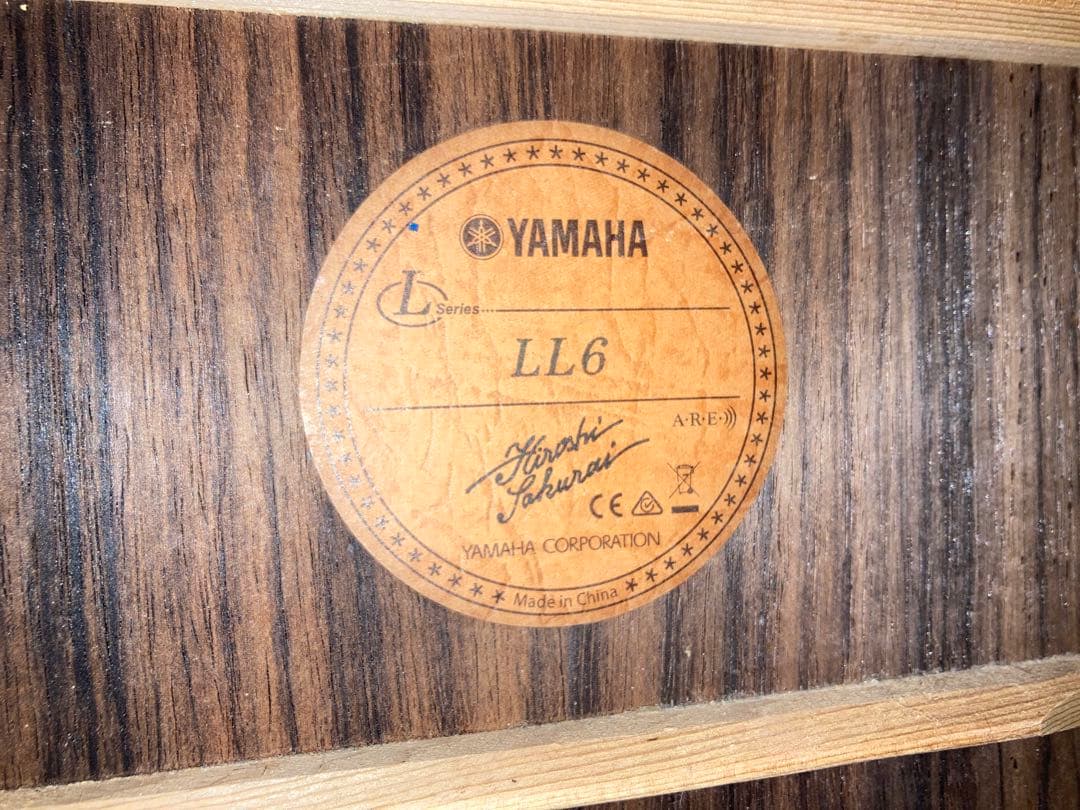 YAMAHA
L Series....
LL6
A·R·E·)))
Hiroshi
Sakurai
CE
YAMAHA CORPORATION
Made in China